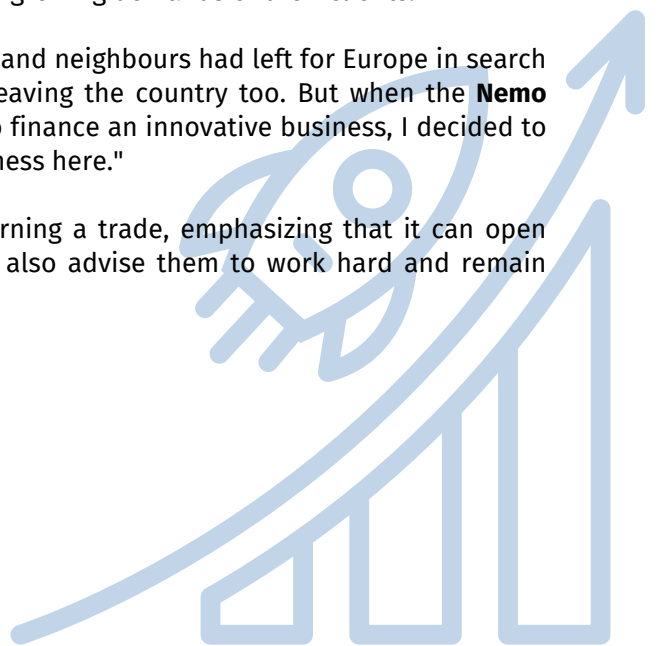 and neighbours had left for Europe in search
eaving the country too. But when the Nemo
finance an innovative business, I decided to
ness here."
rning a trade, emphasizing that it can open
also advise them to work hard and remain